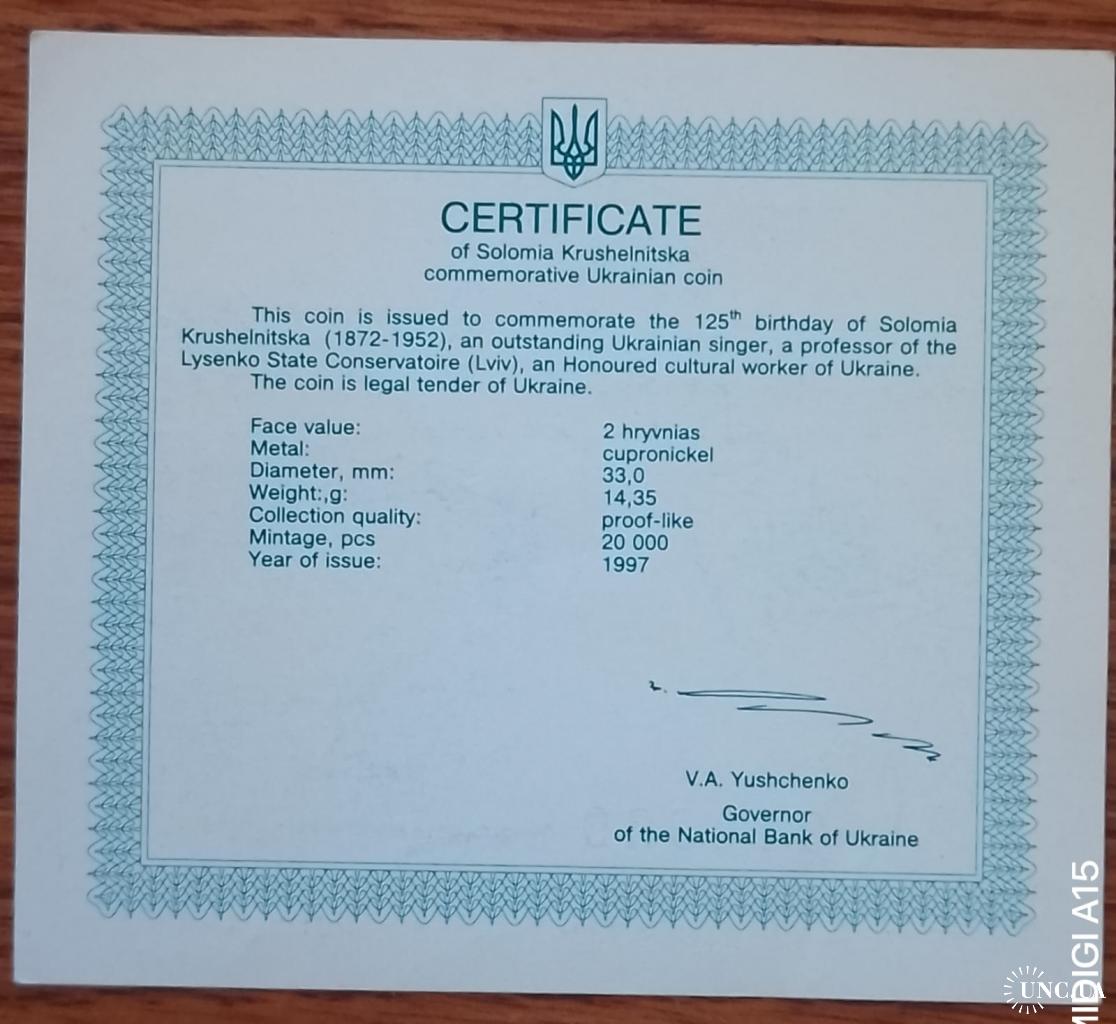 CERTIFICATE
of Solomia Krushelnitska
commemorative Ukrainian coin
This coin is issued to commemorate the 125th birthday of Solomia
Krushelnitska (1872-1952), an outstanding Ukrainian singer, a professor of the
Lysenko State Conservatoire (Lviv), an Honoured cultural worker of Ukraine.
The coin is legal tender of Ukraine.
Face value: 2 hryvnias
Metal: cupronickel
Diameter, mm: 33,0
Weight:,g: 14,35
Collection quality: proof-like
Mintage, pcs 20 000
Year of issue: 1997
V.A. Yushchenko
Governor
of the National Bank of Ukraine
MIDIGI A15
UNC.UA